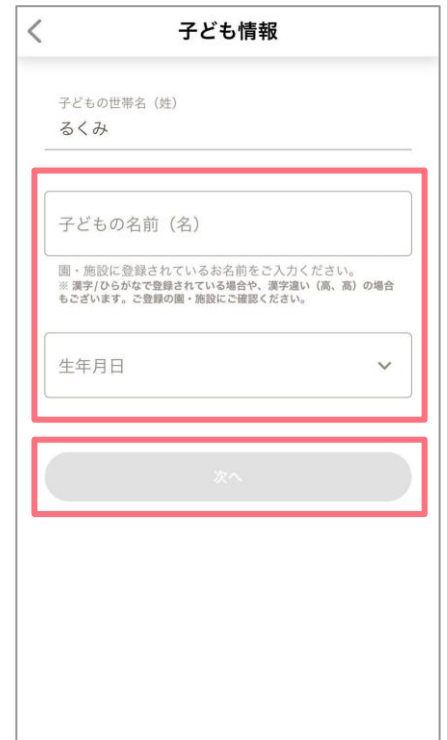 子ども情報
子どもの世帯名（姓）
るくみ
子どもの名前（名）
園・施設に登録されているお名前をご入力ください。
※ 漢字/ひらがなで登録されている場合や、漢字違い（高、髙）の場合
もございます。ご登録の園・施設にご確認ください。
生年月日
次へ